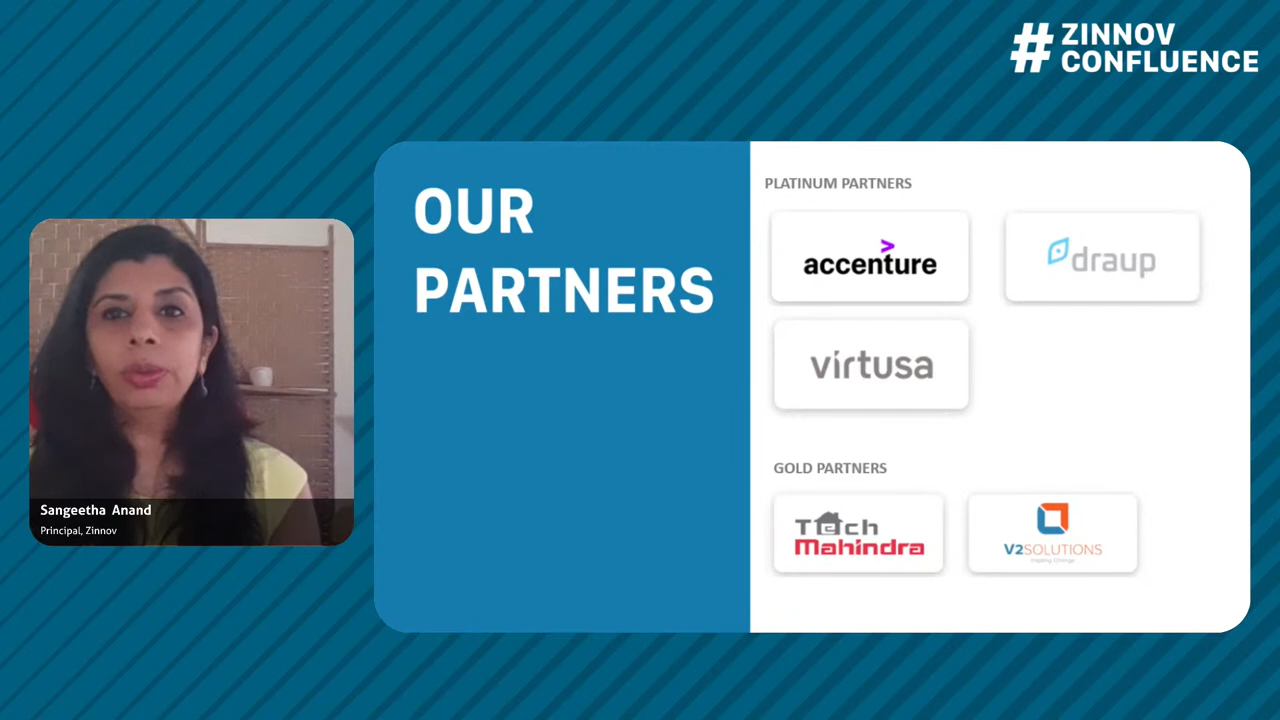 # ZINNOV
CONFLUENCE
OUR
PARTNERS
PLATINUM PARTNERS
accenture
draup
virtusa
GOLD PARTNERS
Tech
Mahindra
V2SOLUTIONS
Sangeetha Anand
Principal, Zinnov